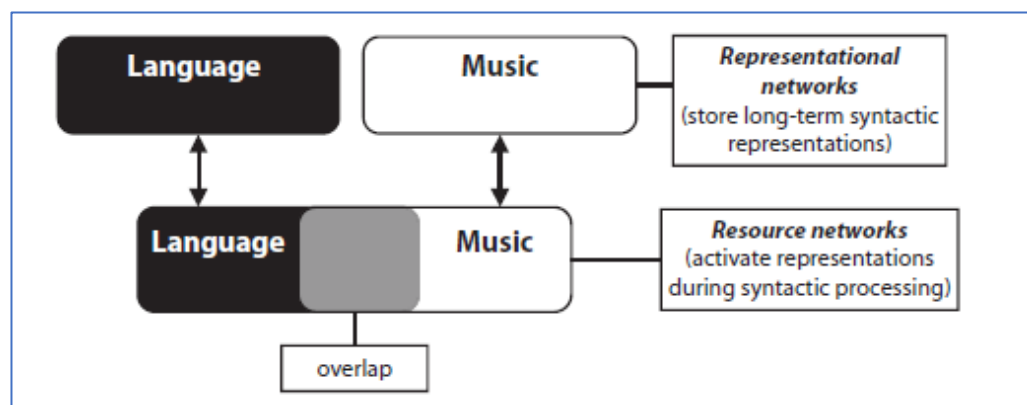 Language
Music
Representational
networks
(store long-term syntactic
representations)
Language
Music
Resource networks
(activate representations
during syntactic processing)
overlap